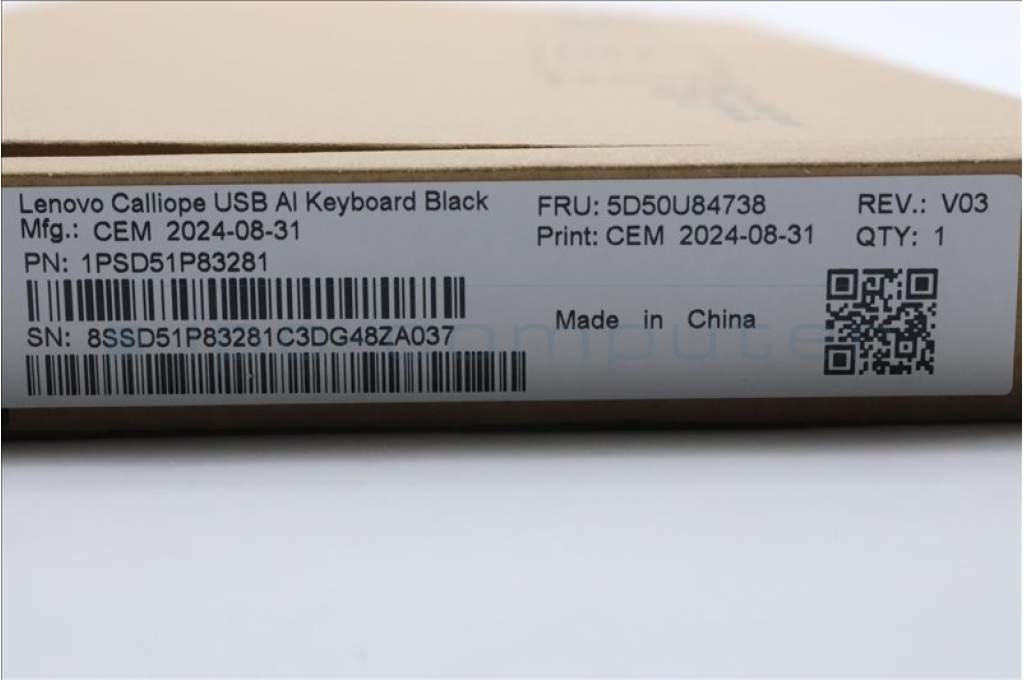 Lenovo Calliope USB AI Keyboard Black
Mfg.: CEM 2024-08-31
PN: 1PSD51P83281
SN: 8SSD51P83281C3DG48ZA037
FRU: 5D50U84738
Print: CEM 2024-08-31
Made in China
REV.: V03
QTY: 1